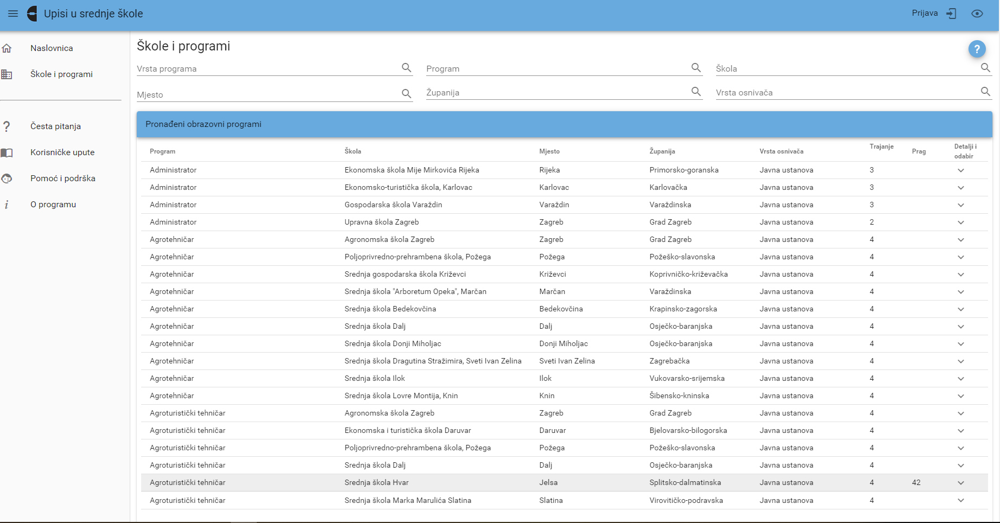 Upisi u srednje škole
Prijava
Naslovnica
Škole i programi
Česta pitanja
Korisničke upute
Pomoć i podrška
O programu
Škole i programi
?
Vrsta programa Program Škola
Mjesto Županija Vrsta osnivača
Pronađeni obrazovni programi
Program Škola Mjesto Županija Vrsta osnivača Trajanje Prag Detalji i odabir
Administrator Ekonomska škola Mije Mirkovića Rijeka Rijeka Primorsko-goranska Javna ustanova 3
Administrator Ekonomsko-turistička škola, Karlovac Karlovac Karlovačka Javna ustanova 3
Administrator Gospodarska škola Varaždin Varaždin Varaždinska Javna ustanova 3
Administrator Upravna škola Zagreb Zagreb Grad Zagreb Javna ustanova 2
Agrotehničar Agronomska škola Zagreb Zagreb Grad Zagreb Javna ustanova 4
Agrotehničar Poljoprivredno-prehrambena škola, Požega Požega Požeško-slavonska Javna ustanova 4
Agrotehničar Srednja gospodarska škola Križevci Križevci Koprivničko-križevačka Javna ustanova 4
Agrotehničar Srednja škola "Arboretum Opeka", Marčan Marčan Varaždinska Javna ustanova 4
Agrotehničar Srednja škola Bedekovčina Bedekovčina Krapinsko-zagorska Javna ustanova 4
Agrotehničar Srednja škola Dalj Dalj Osječko-baranjska Javna ustanova 4
Agrotehničar Srednja škola Donji Miholjac Donji Miholjac Osječko-baranjska Javna ustanova 4
Agrotehničar Srednja škola Dragutina Stražimira, Sveti Ivan Zelina Sveti Ivan Zelina Zagrebačka Javna ustanova 4
Agrotehničar Srednja škola Ilok Ilok Vukovarsko-srijemska Javna ustanova 4
Agrotehničar Srednja škola Lovre Montija, Knin Knin Šibensko-kninska Javna ustanova 4
Agroturistički tehničar Agronomska škola Zagreb Zagreb Grad Zagreb Javna ustanova 4
Agroturistički tehničar Ekonomska i turistička škola Daruvar Daruvar Bjelovarsko-bilogorska Javna ustanova 4
Agroturistički tehničar Poljoprivredno-prehrambena škola, Požega Požega Požeško-slavonska Javna ustanova 4
Agroturistički tehničar Srednja škola Dalj Dalj Osječko-baranjska Javna ustanova 4
Agroturistički tehničar Srednja škola Hvar Jelsa Splitsko-dalmatinska Javna ustanova 4 42
Agroturistički tehničar Srednja škola Marka Marulića Slatina Slatina Virovitičko-podravska Javna ustanova 4